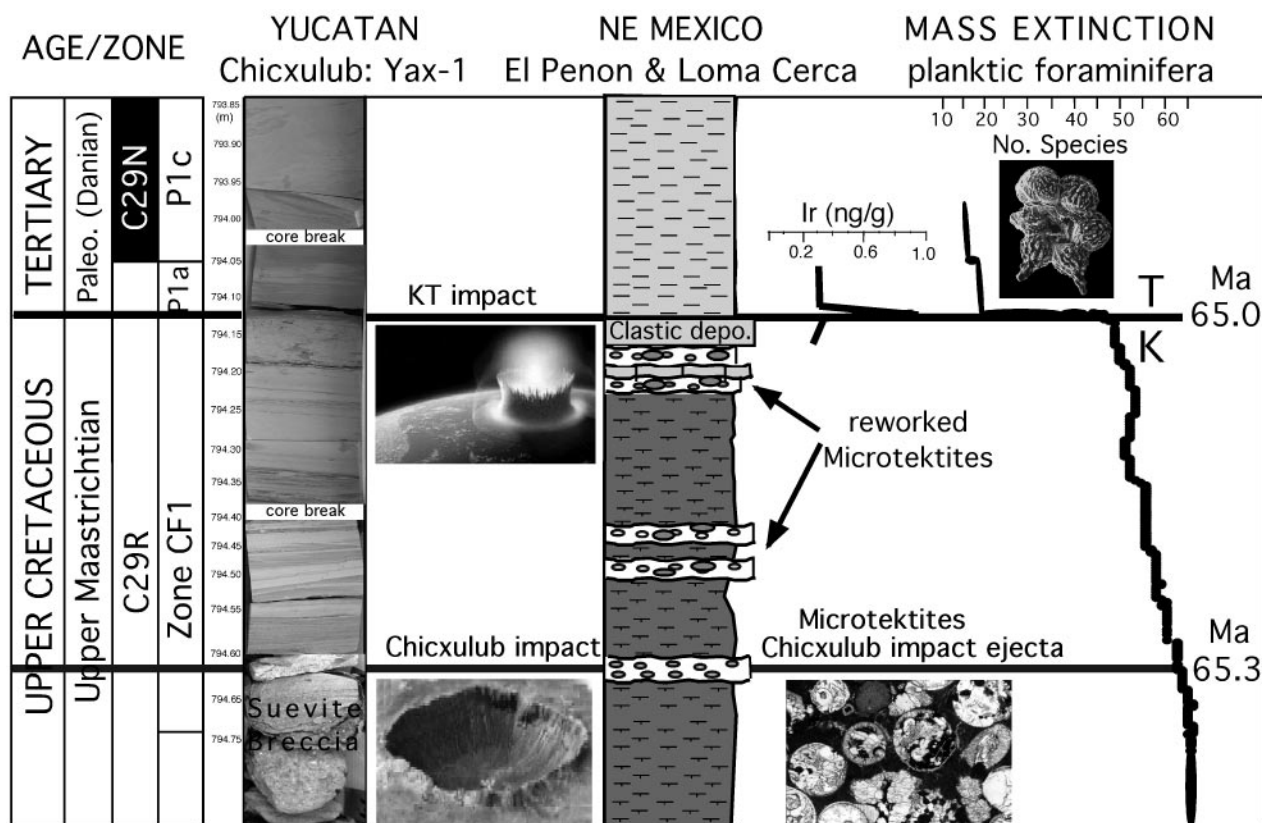 AGE/ZONE
YUCATAN
Chicxulub: Yax-1
NE MEXICO
El Penon & Loma Cerca
MASS EXTINCTION
planktic foraminifera
TERTIARY
Paleo. (Danian)
C29N
P1c
P1a
UPPER CRETACEOUS
Upper Maastrichtian
C29R
Zone CF1
793.85
(m)
793.90
793.95
794.00
core break
794.05
794.10
794.15
794.20
794.25
794.30
794.35
core break
794.40
794.45
794.50
794.55
794.60
794.65
794.75
Suevite
Breccia
KT impact
Chicxulub impact
Clastic depo.
10 20 30 40 50 60
No. Species
Ir (ng/g)
0.2 0.6 1.0
T
K
Ma
65.0
reworked
Microtektites
Microtektites
Chicxulub impact ejecta
Ma
65.3